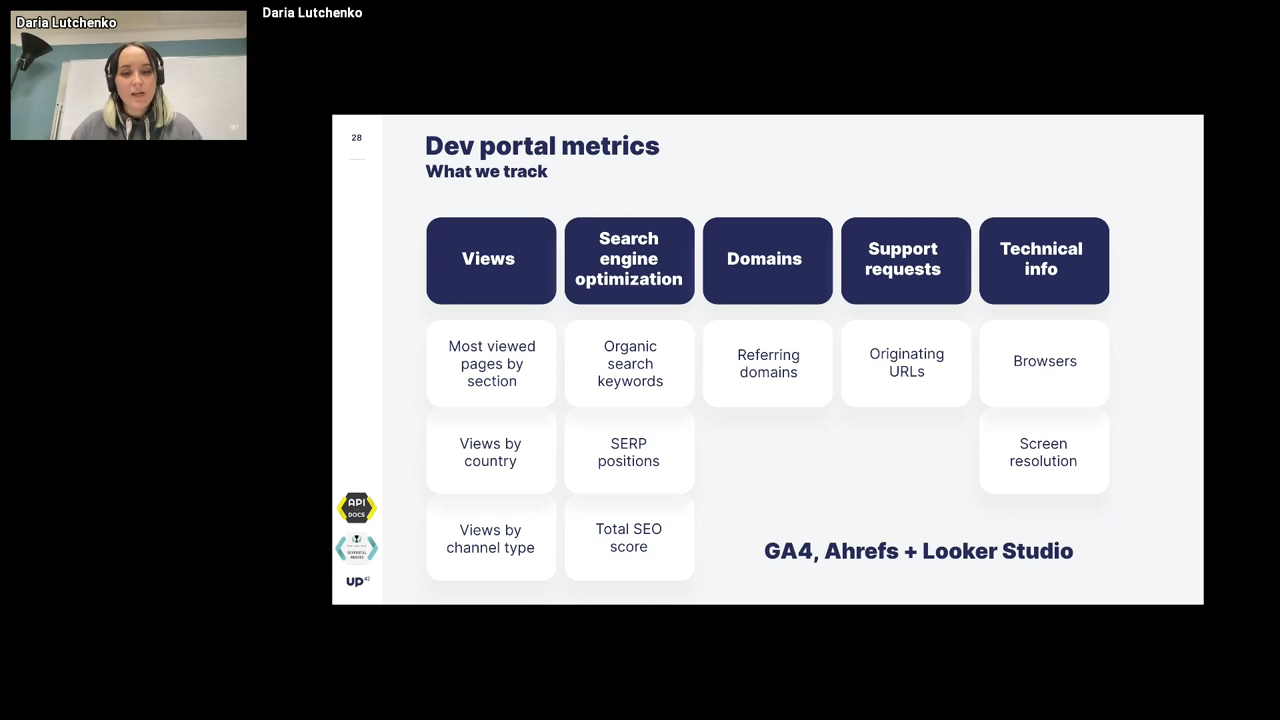 Daria Lutchenko
Daria Lutchenko
28
Dev portal metrics
What we track
Views
Search
engine
optimization
Domains
Support
requests
Technical
info
Most viewed
pages by
section
Organic
search
keywords
Referring
domains
Originating
URLs
Browsers
Views by
country
SERP
positions
Screen
resolution
Views by
channel type
Total SEO
score
GA4, Ahrefs + Looker Studio
API
DOCS
UP42